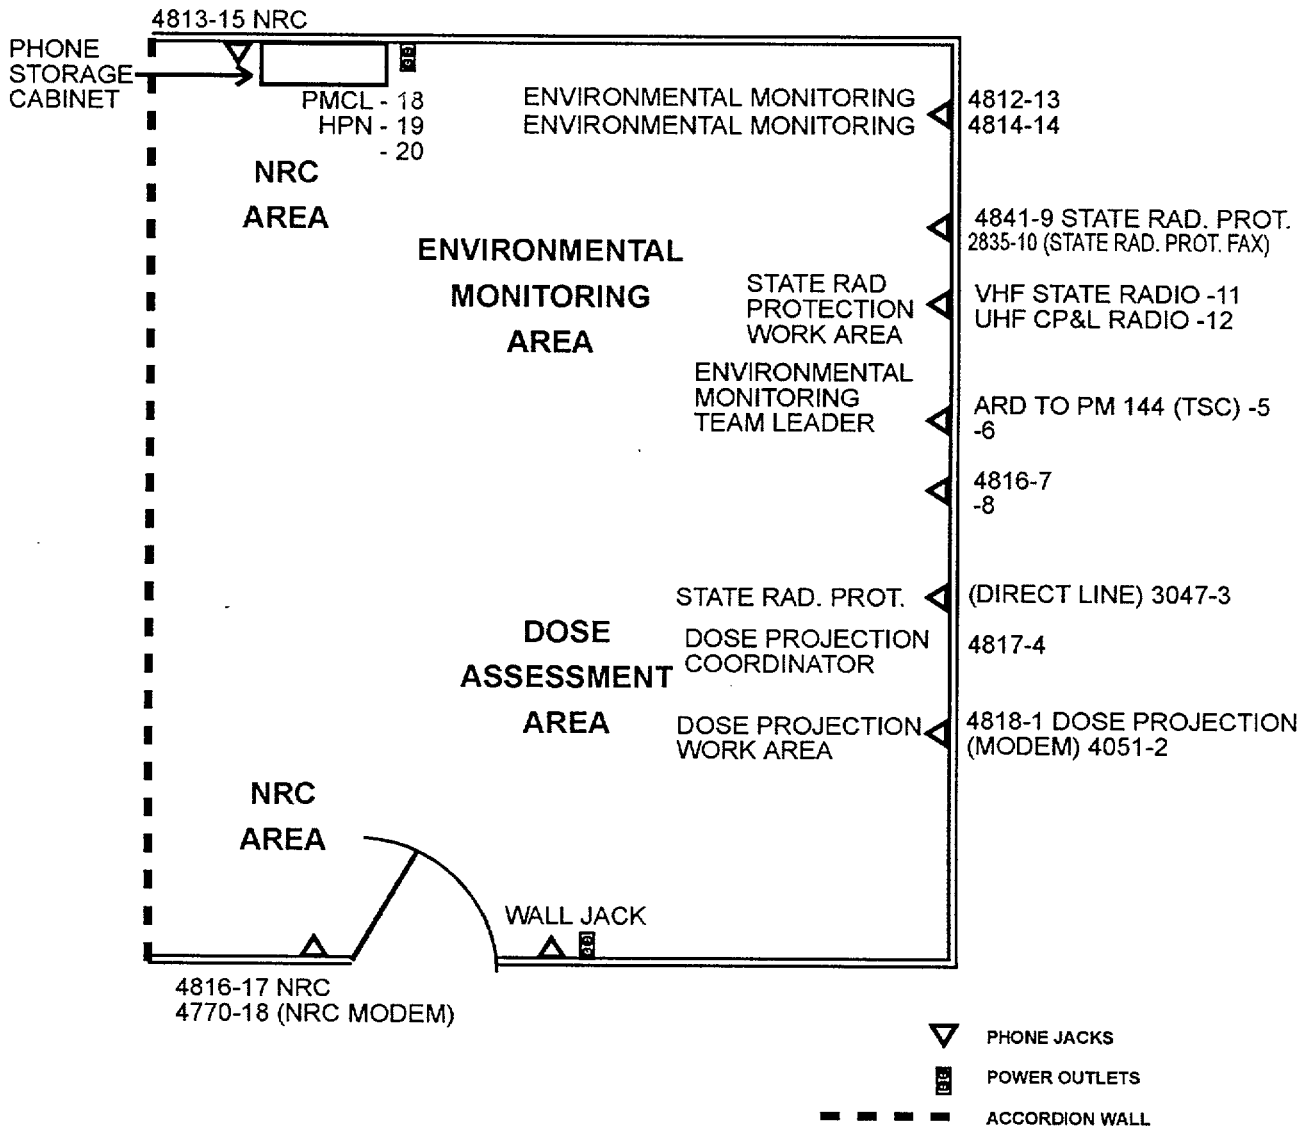 4813-15 NRC
PHONE
STORAGE
CABINET
PMCL - 18
HPN - 19
- 20
ENVIRONMENTAL MONITORING
ENVIRONMENTAL MONITORING
4812-13
4814-14
NRC
AREA
4841-9 STATE RAD. PROT.
2835-10 (STATE RAD. PROT. FAX)
ENVIRONMENTAL
MONITORING
AREA
STATE RAD
PROTECTION
WORK AREA
VHF STATE RADIO -11
UHF CP&L RADIO -12
ENVIRONMENTAL
MONITORING
TEAM LEADER
ARD TO PM 144 (TSC) -5
-6
4816-7
-8
STATE RAD. PROT.
(DIRECT LINE) 3047-3
DOSE
ASSESSMENT
AREA
DOSE PROJECTION
COORDINATOR
4817-4
DOSE PROJECTION
WORK AREA
4818-1 DOSE PROJECTION
(MODEM) 4051-2
NRC
AREA
WALL JACK
4816-17 NRC
4770-18 (NRC MODEM)
PHONE JACKS
POWER OUTLETS
ACCORDION WALL